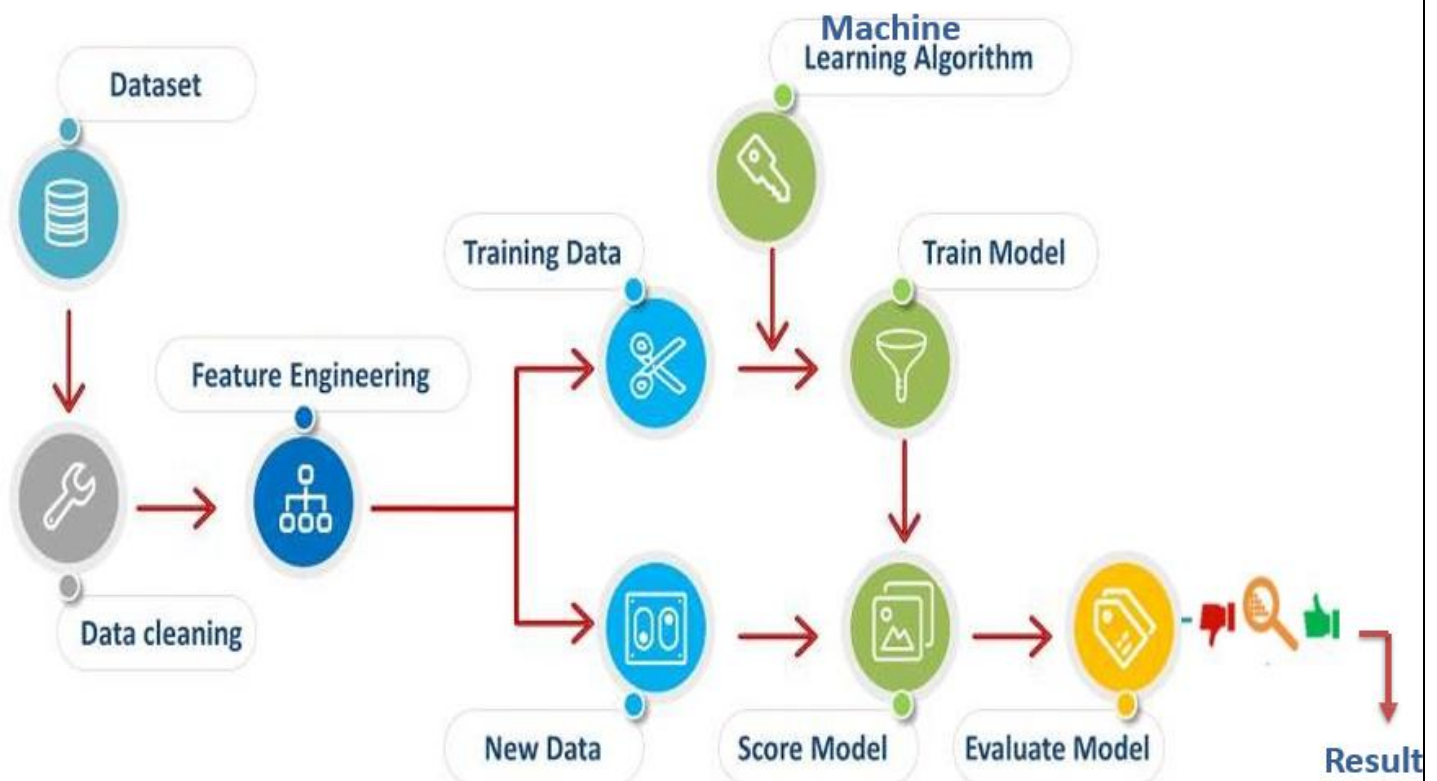 Machine
Learning Algorithm
Dataset
Training Data
Train Model
Feature Engineering
Data cleaning
New Data
Score Model
Evaluate Model
Result